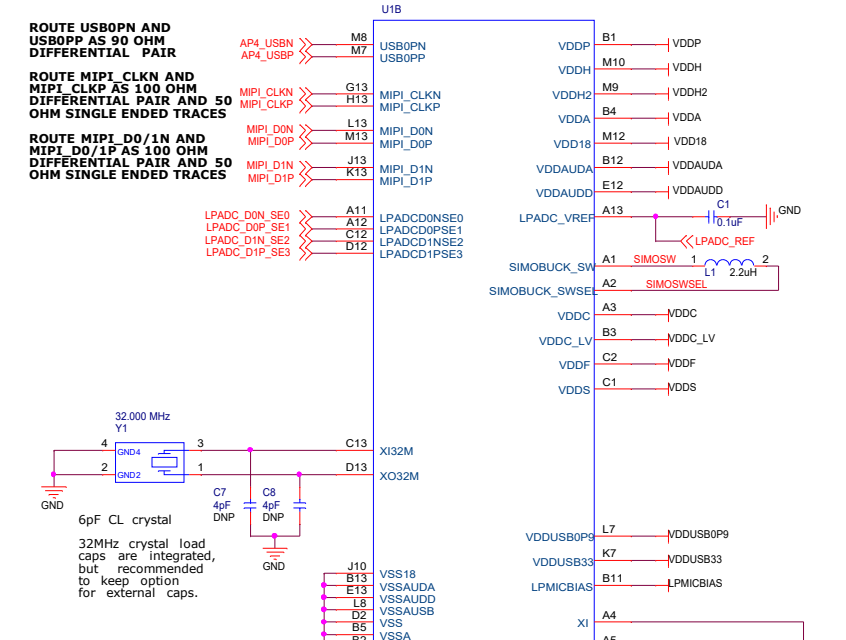 U1B
ROUTE USB0PN AND
USB0PP AS 90 OHM
DIFFERENTIAL PAIR
ROUTE MIPI_CLKN AND
MIPI_CLKP AS 100 OHM
DIFFERENTIAL PAIR AND 50
OHM SINGLE ENDED TRACES
ROUTE MIPI_D0/1N AND
MIPI_D0/1P AS 100 OHM
DIFFERENTIAL PAIR AND 50
OHM SINGLE ENDED TRACES
AP4_USBN M8 USB0PN
AP4_USBP M7 USB0PP
MIPI_CLKN G13 MIPI_CLKN
MIPI_CLKP H13 MIPI_CLKP
MIPI_D0N L13 MIPI_D0N
MIPI_D0P M13 MIPI_D0P
MIPI_D1N J13 MIPI_D1N
MIPI_D1P K13 MIPI_D1P
LPADC_D0N_SE0 A11 LPADCD0NSE0
LPADC_D0P_SE1 A12 LPADCD0PSE1
LPADC_D1N_SE2 C12 LPADCD1NSE2
LPADC_D1P_SE3 D12 LPADCD1PSE3
VDDP B1 VDDP
VDDH M10 VDDH
VDDH2 M9 VDDH2
VDDA B4 VDDA
VDD18 M12 VDD18
VDDAUDA B12 VDDAUDA
VDDAUDD E12 VDDAUDD
LPADC_VREF A13 C1 0.1uF GND
LPADC_REF
SIMOBUCK_SW A1 SIMOSW 1 L1 2.2uH 2
SIMOBUCK_SWSEL A2 SIMOSWSEL
VDDC A3 VDDC
VDDC_LV B3 VDDC_LV
VDDF C2 VDDF
VDDS C1 VDDS
32.000 MHz
Y1
4 GND4 3 C13 XI32M
2 GND2 1 D13 XO32M
GND
C7 C8
4pF 4pF
DNP DNP
GND
6pF CL crystal
32MHz crystal load
caps are integrated,
but recommended
to keep option
for external caps.
VDDUSB0P9 L7 VDDUSB0P9
VDDUSB33 K7 VDDUSB33
LPMICBIAS B11 LPMICBIAS
J10 VSS18
B13 VSSAUDA
E13 VSSAUDD
L8 VSSAUSB
D2 VSS
B5 VSSA
XI A4